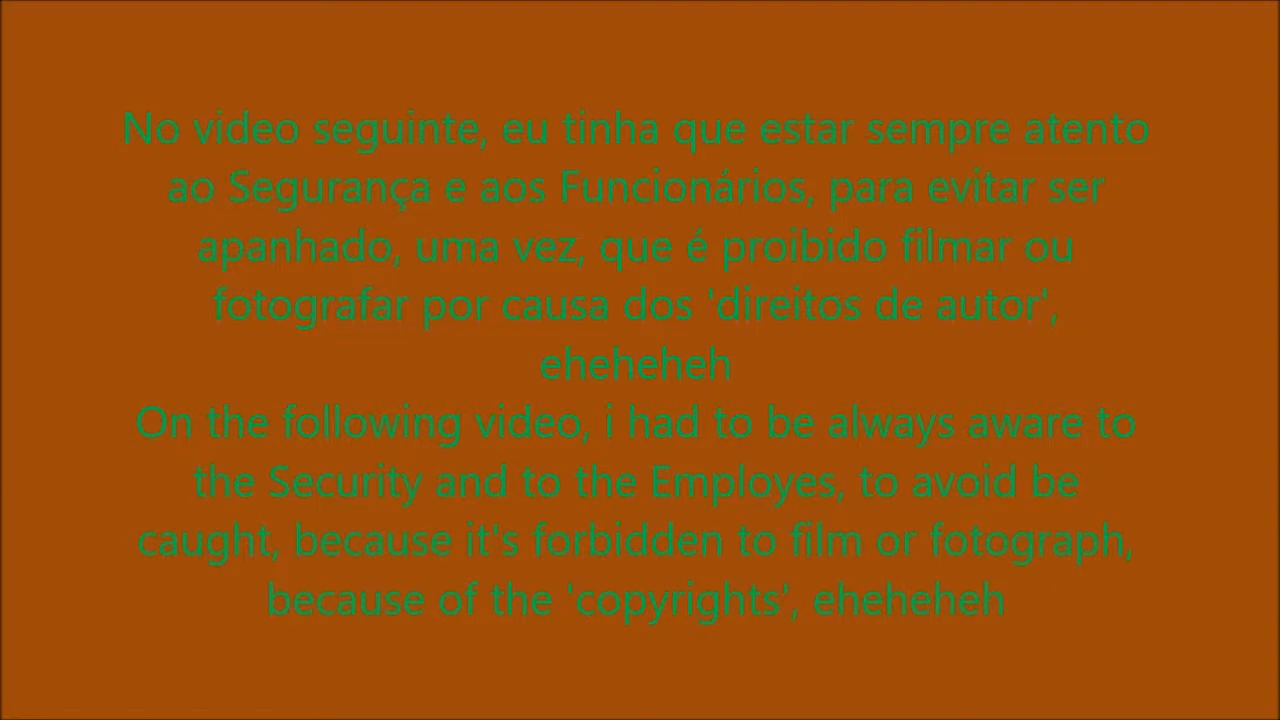 No video seguinte, eu tinha que estar sempre atento
ao Segurança e aos Funcionários, para evitar ser
apanhado, uma vez, que é proibido filmar ou
fotografar por causa dos 'direitos de autor',
eheheheh
On the following video, i had to be always aware to
the Security and to the Employes, to avoid be
caught, because it's forbidden to film or fotograph,
because of the 'copyrights', eheheheh